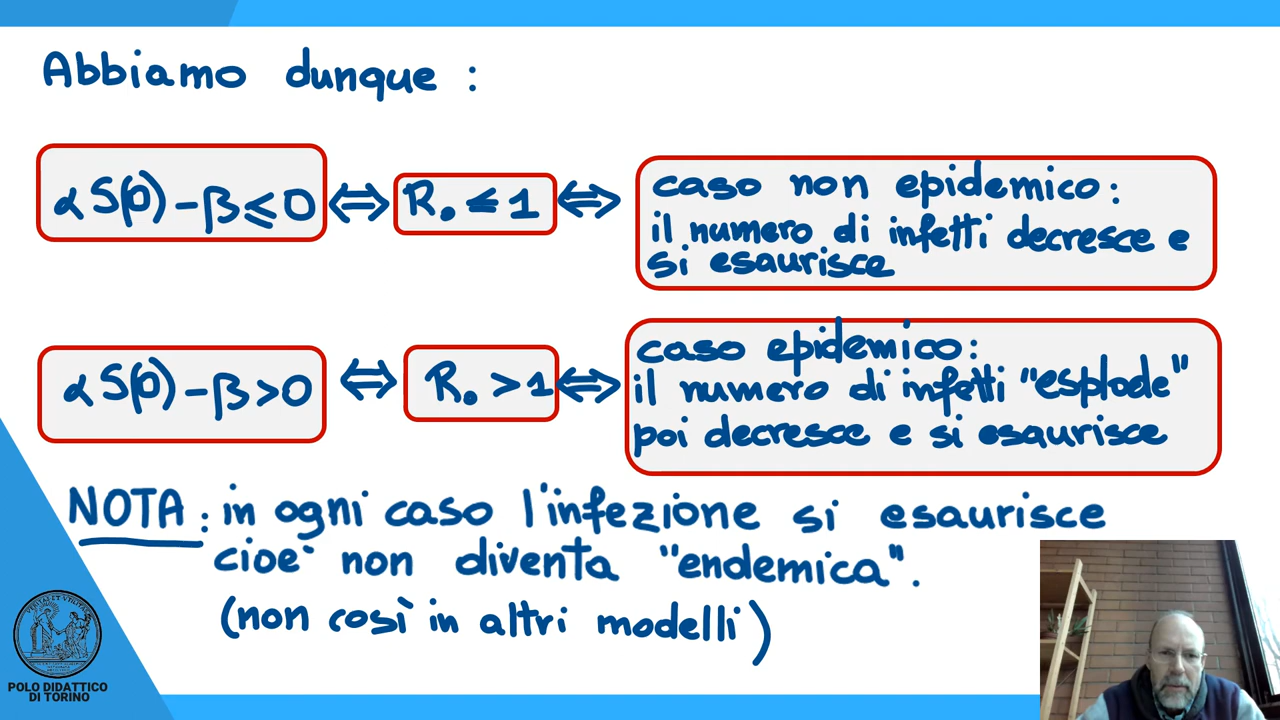 Abbiamo dunque :
αS(0) - β ⩽ 0 ⇔ R₀ ⩽ 1 ⇔ caso non epidemico :
il numero di infetti decresce e
si esaurisce
αS(0) - β > 0 ⇔ R₀ > 1 ⇔ caso epidemico :
il numero di infetti "esplode"
poi decresce e si esaurisce
NOTA : in ogni caso l'infezione si esaurisce
cioè non diventa "endemica".
(non così in altri modelli)
POLO DIDATTICO
DI TORINO